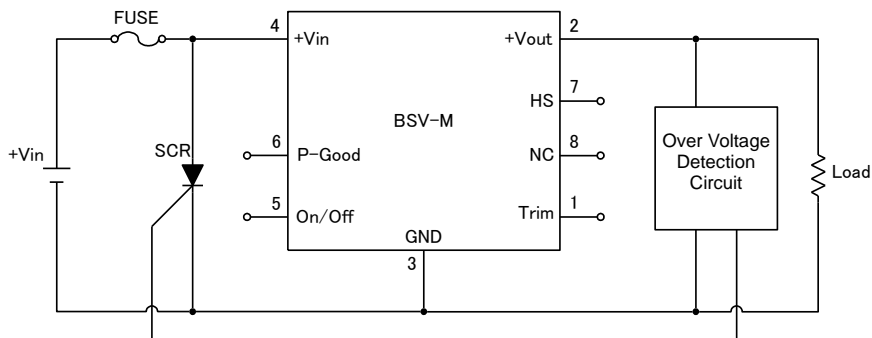 FUSE
4
+Vin
+Vout
2
HS
7
BSV-M
6
P-Good
NC
8
Over Voltage
Detection
Circuit
+Vin
SCR
Load
5
On/Off
Trim
1
GND
3